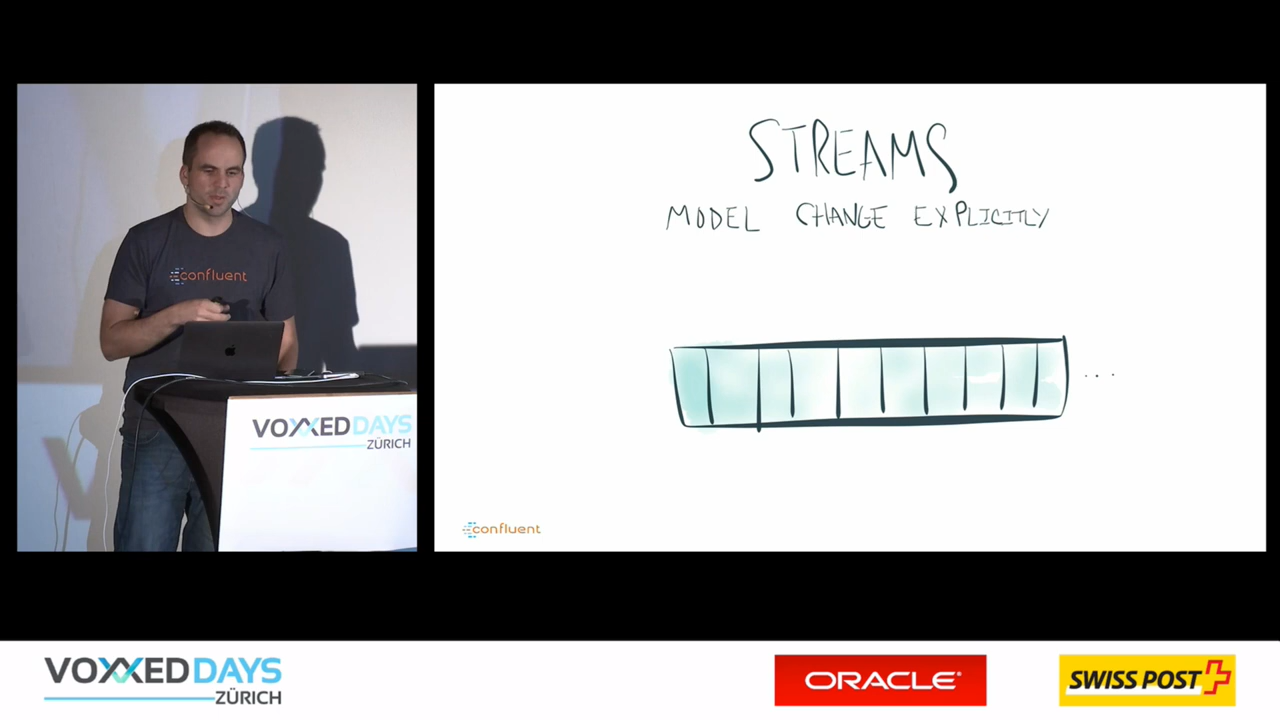 confluent
VOXXED DAYS
ZÜRICH
STREAMS
MODEL CHANGE EXPLICITLY
...
confluent
VOXXED DAYS
ZÜRICH
ORACLE®
SWISS POST